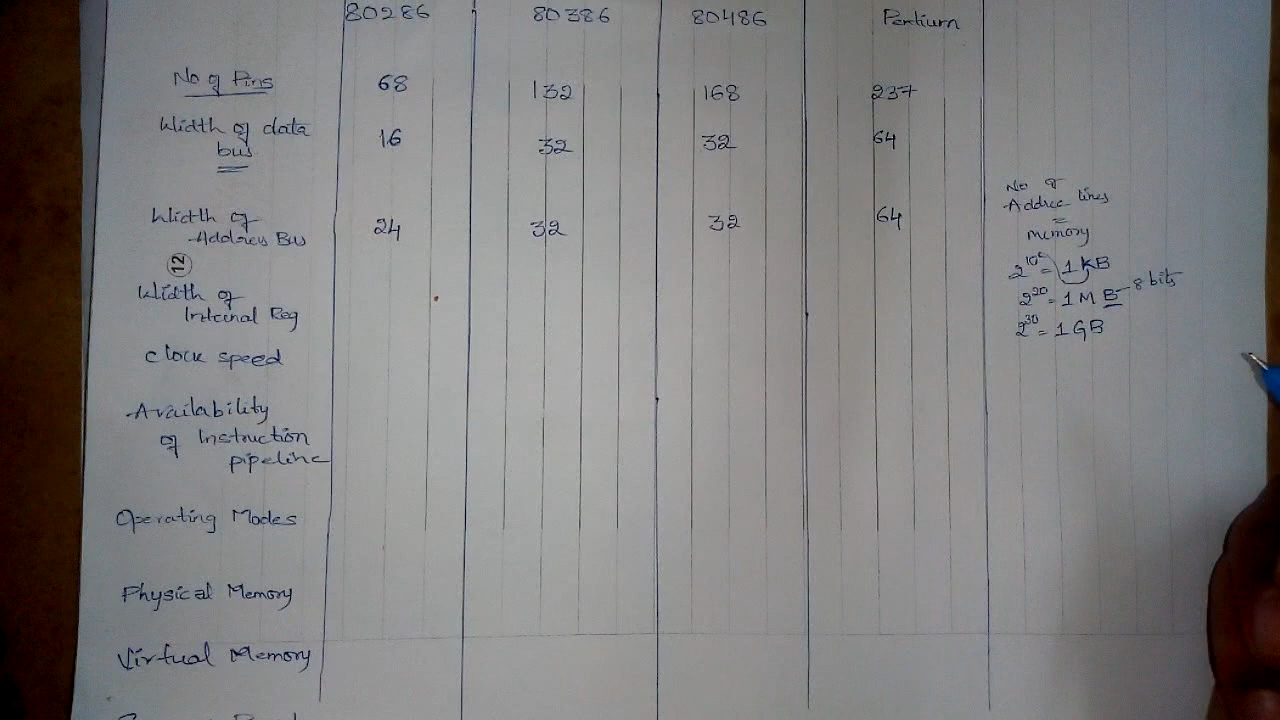 80286 80386 80486 Pentium
No of Pins 68 132 168 237
Width of data
bus 16 32 32 64
Width of
Address Bus 24 32 32 64
12
Width of
Internal Reg
Clock speed
Availability
of Instruction
pipeline
Operating Modes
Physical Memory
Virtual Memory
No of
Addres lines
=
memory
2^10 = 1 KB
2^20 = 1 M B - 8 bits
2^30 = 1 GB